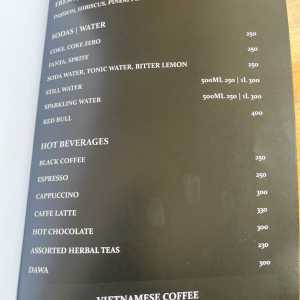 PASSION, HIBISCUS, PINEAPPLE
SODAS | WATER
COKE, COKE ZERO 250
FANTA, SPRITE 250
SODA WATER, TONIC WATER, BITTER LEMON 250
STILL WATER 500ML 250 | 1L 300
SPARKLING WATER 500ML 250 | 1L 300
RED BULL 400
HOT BEVERAGES
BLACK COFFEE 250
ESPRESSO 250
CAPPUCCINO 300
CAFFE LATTE 330
HOT CHOCOLATE 300
ASSORTED HERBAL TEAS 230
DAWA 300
VIETNAMESE COFFEE